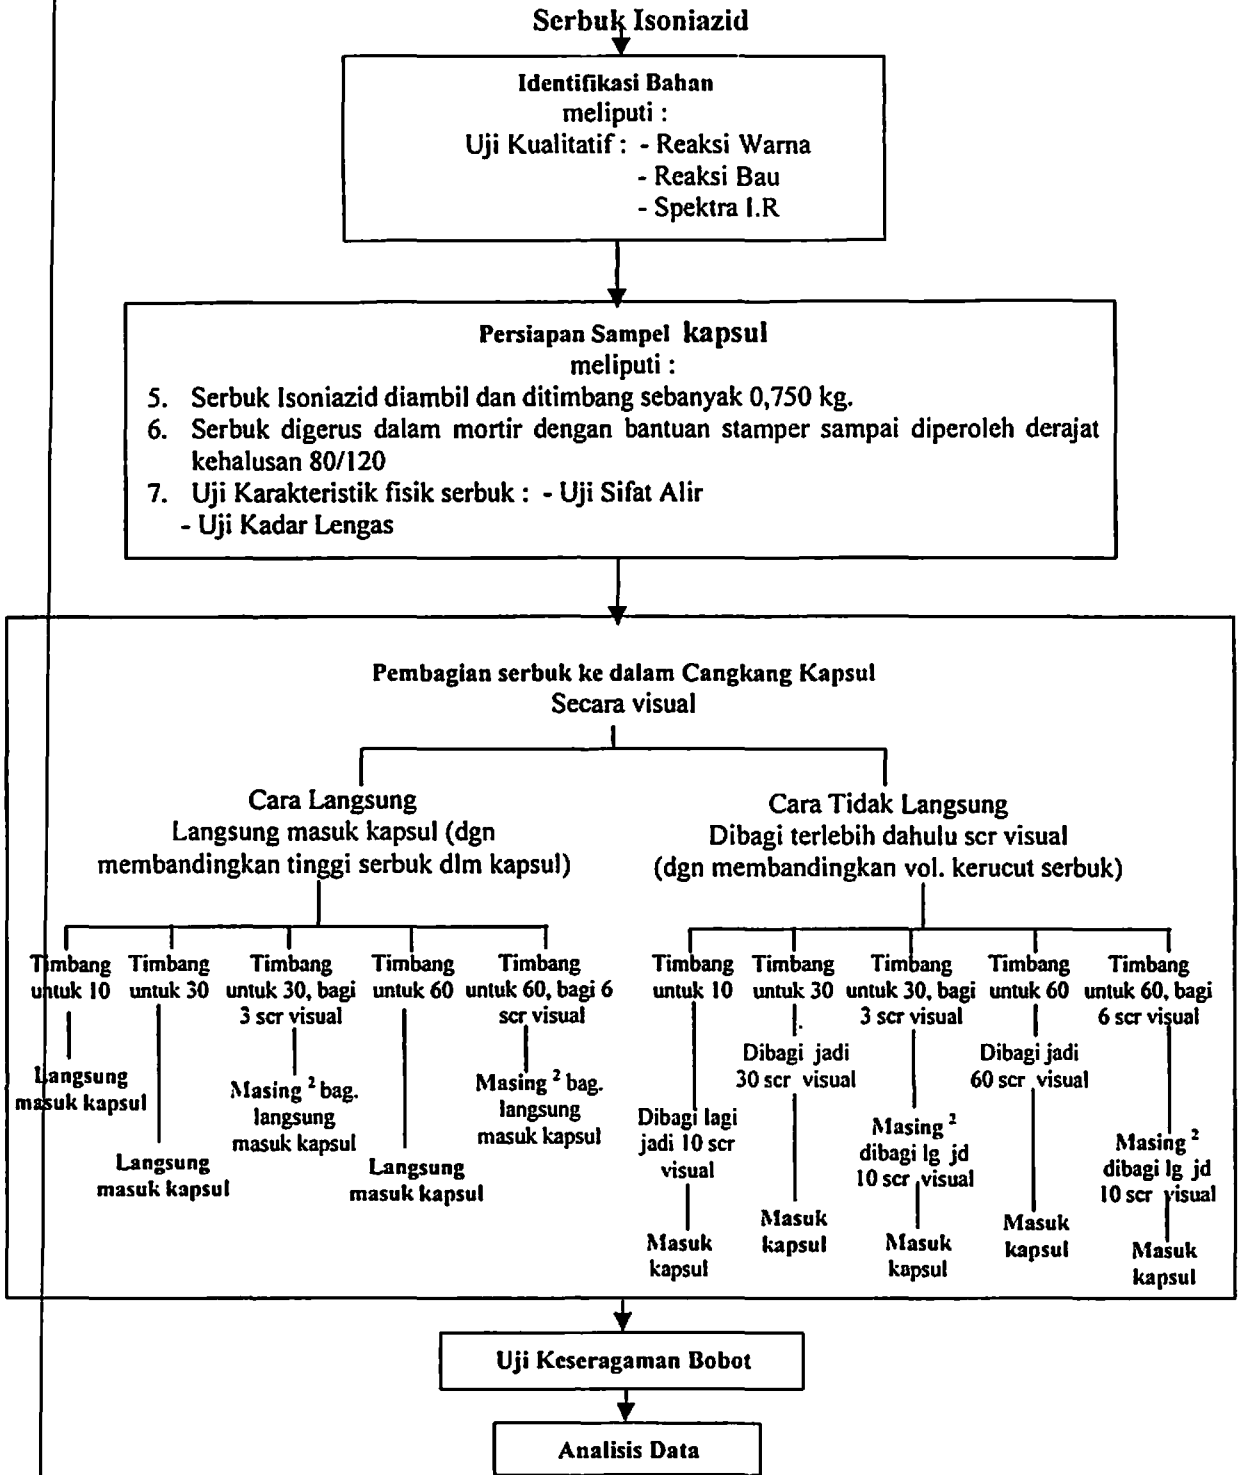 Serbuk Isoniazid
Identifikasi Bahan
meliputi :
Uji Kualitatif : - Reaksi Warna
- Reaksi Bau
- Spektra I.R
Persiapan Sampel kapsul
meliputi :
5. Serbuk Isoniazid diambil dan ditimbang sebanyak 0,750 kg.
6. Serbuk digerus dalam mortir dengan bantuan stamper sampai diperoleh derajat
kehalusan 80/120
7. Uji Karakteristik fisik serbuk : - Uji Sifat Alir
- Uji Kadar Lengas
Pembagian serbuk ke dalam Cangkang Kapsul
Secara visual
Cara Langsung
Langsung masuk kapsul (dgn
membandingkan tinggi serbuk dlm kapsul)
Cara Tidak Langsung
Dibagi terlebih dahulu scr visual
(dgn membandingkan vol. kerucut serbuk)
Timbang
untuk 10
Langsung
masuk kapsul
Timbang
untuk 30
Langsung
masuk kapsul
Timbang
untuk 30, bagi
3 scr visual
Masing ² bag.
langsung
masuk kapsul
Timbang
untuk 60
Langsung
masuk kapsul
Timbang
untuk 60, bagi 6
scr visual
Masing ² bag.
langsung
masuk kapsul
Timbang
untuk 10
Dibagi lagi
jadi 10 scr
visual
Masuk
kapsul
Timbang
untuk 30
Dibagi jadi
30 scr visual
Masuk
kapsul
Timbang
untuk 30, bagi
3 scr visual
Masing ²
dibagi lg jd
10 scr visual
Masuk
kapsul
Timbang
untuk 60
Dibagi jadi
60 scr visual
Masuk
kapsul
Timbang
untuk 60, bagi
6 scr visual
Masing ²
dibagi lg jd
10 scr visual
Masuk
kapsul
Uji Keseragaman Bobot
Analisis Data